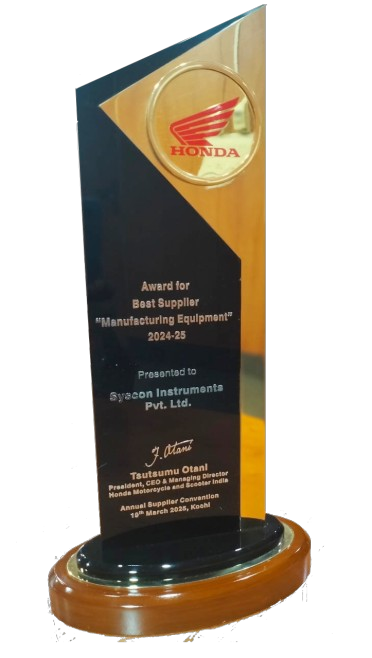 HONDA
Award for
Best Supplier
"Manufacturing Equipment"
2024-25
Presented to
Syscon Instruments
Pvt. Ltd.
T. Otani
Tsutsumu Otani
President, CEO & Managing Director
Honda Motorcycle and Scooter India
Annual Supplier Convention
19th March 2025, Kochi